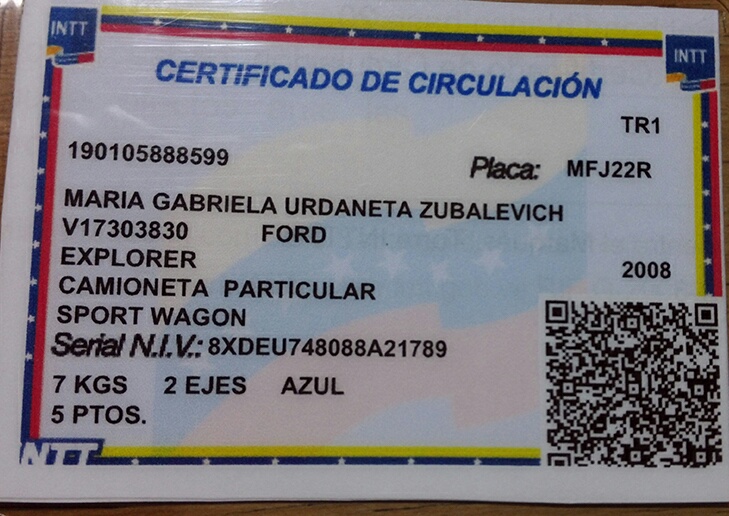 INTT
INTT
CERTIFICADO DE CIRCULACIÓN
TR1
190105888599
Placa: MFJ22R
MARIA GABRIELA URDANETA ZUBALEVICH
V17303830 FORD
EXPLORER
2008
CAMIONETA PARTICULAR
SPORT WAGON
Serial N.I.V.: 8XDEU748088A21789
7 KGS 2 EJES AZUL
5 PTOS.
INTT